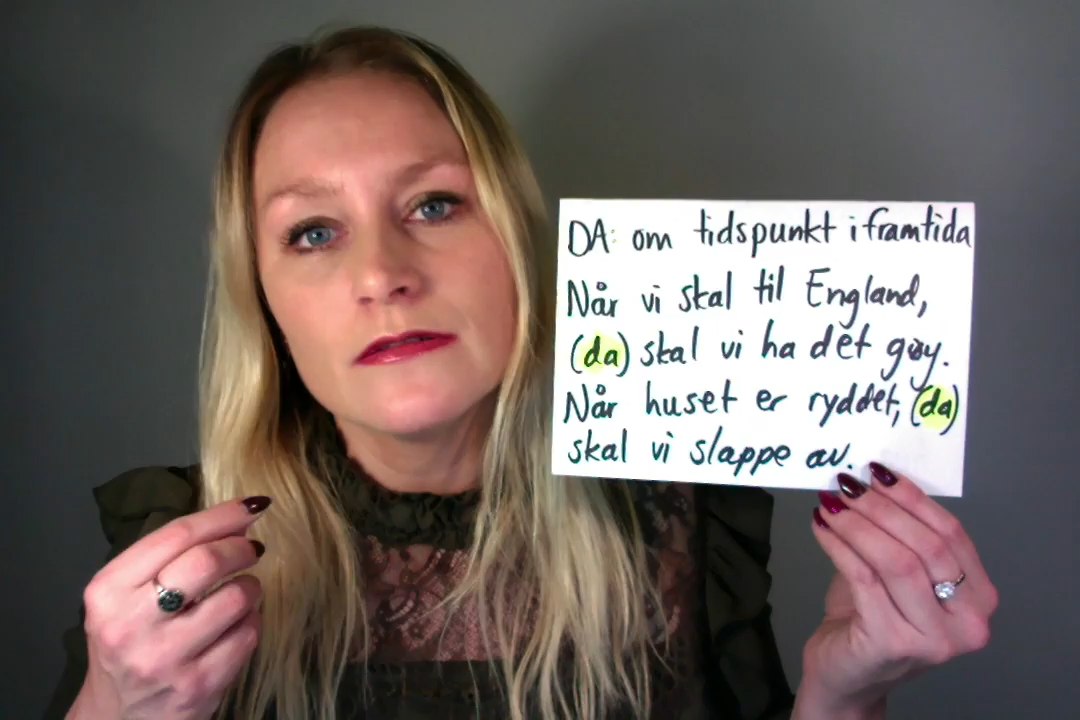 DA: om tidspunkt i framtida
Når vi skal til England,
(da) skal vi ha det gøy.
Når huset er ryddet, (da)
skal vi slappe av.